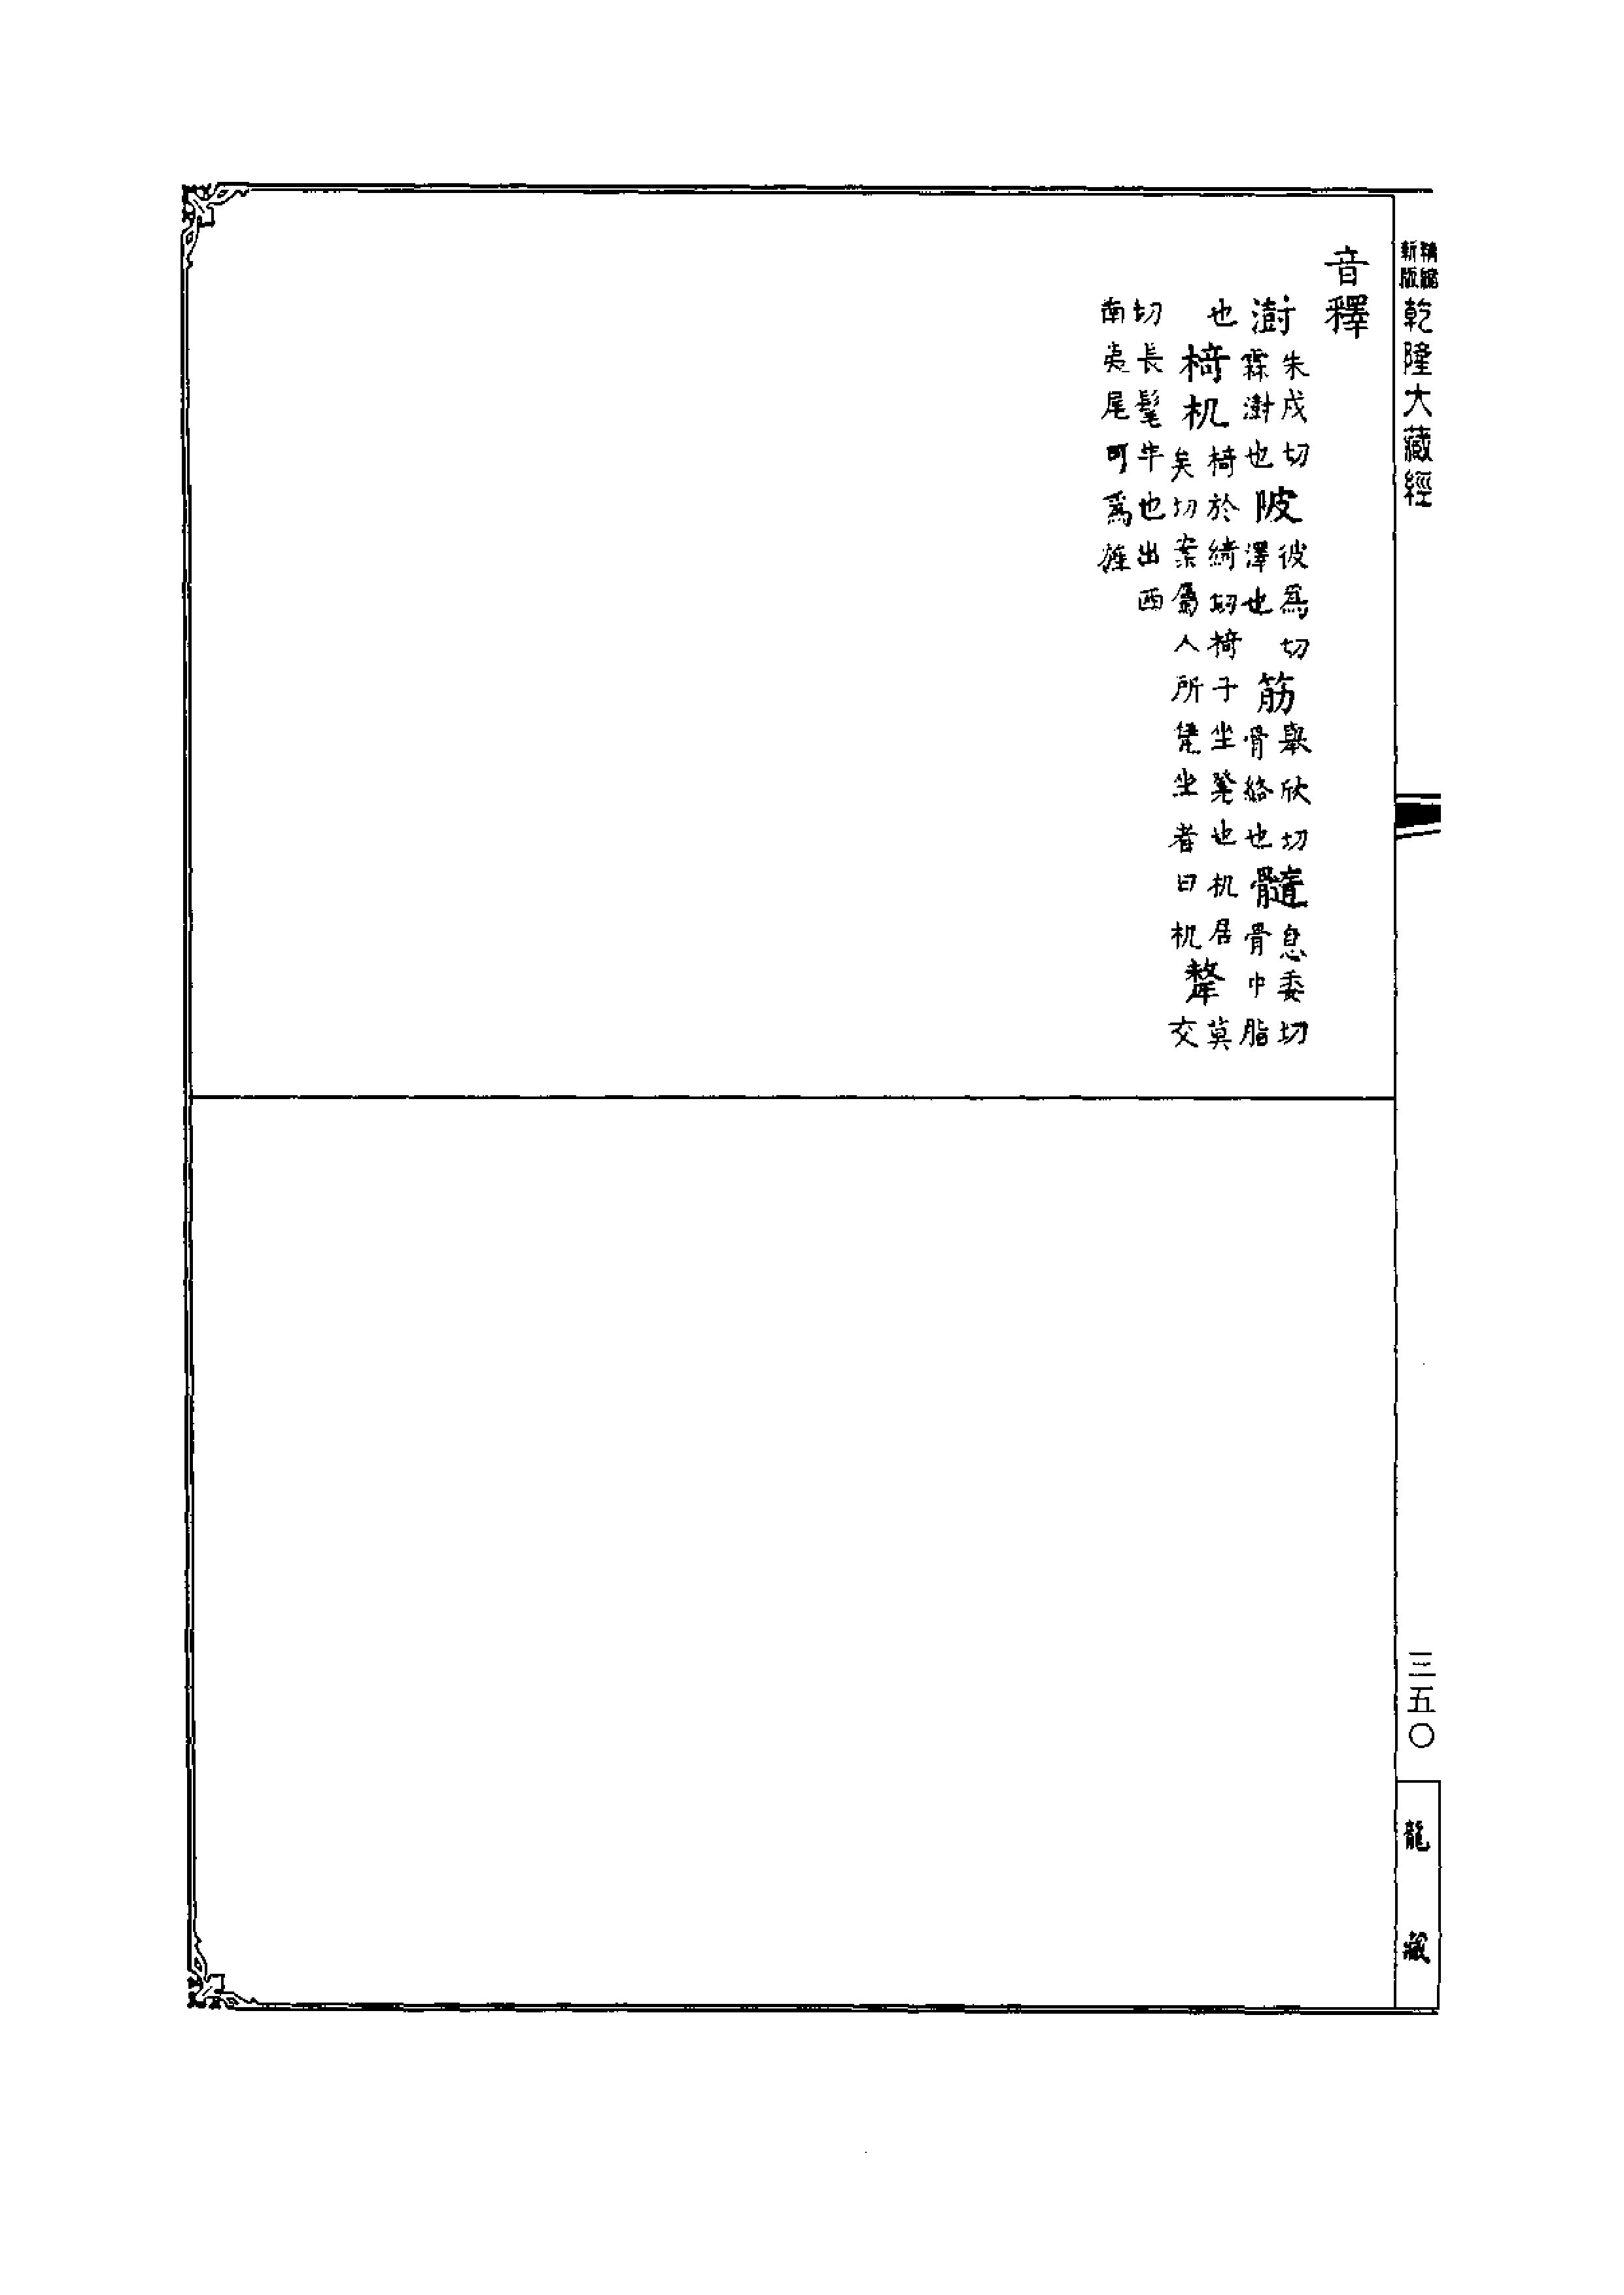 精縮新版 乾隆大藏經
音釋
澍 朱戍切霖澍也 陂 彼爲切澤也 筋 舉欣切骨絡也 髓 息委切骨中脂
也 椅机 椅於綺切椅子坐凳也机居矣切案屬人所凭坐者曰机 犛 莫交
切長髦牛也出西南夷尾可爲旌
三五〇
龍藏